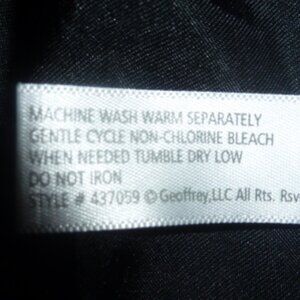 MACHINE WASH WARM SEPARATELY
GENTLE CYCLE NON-CHLORINE BLEACH
WHEN NEEDED TUMBLE DRY LOW
DO NOT IRON
STYLE # 437059 © Geoffrey,LLC All Rts. Rsv